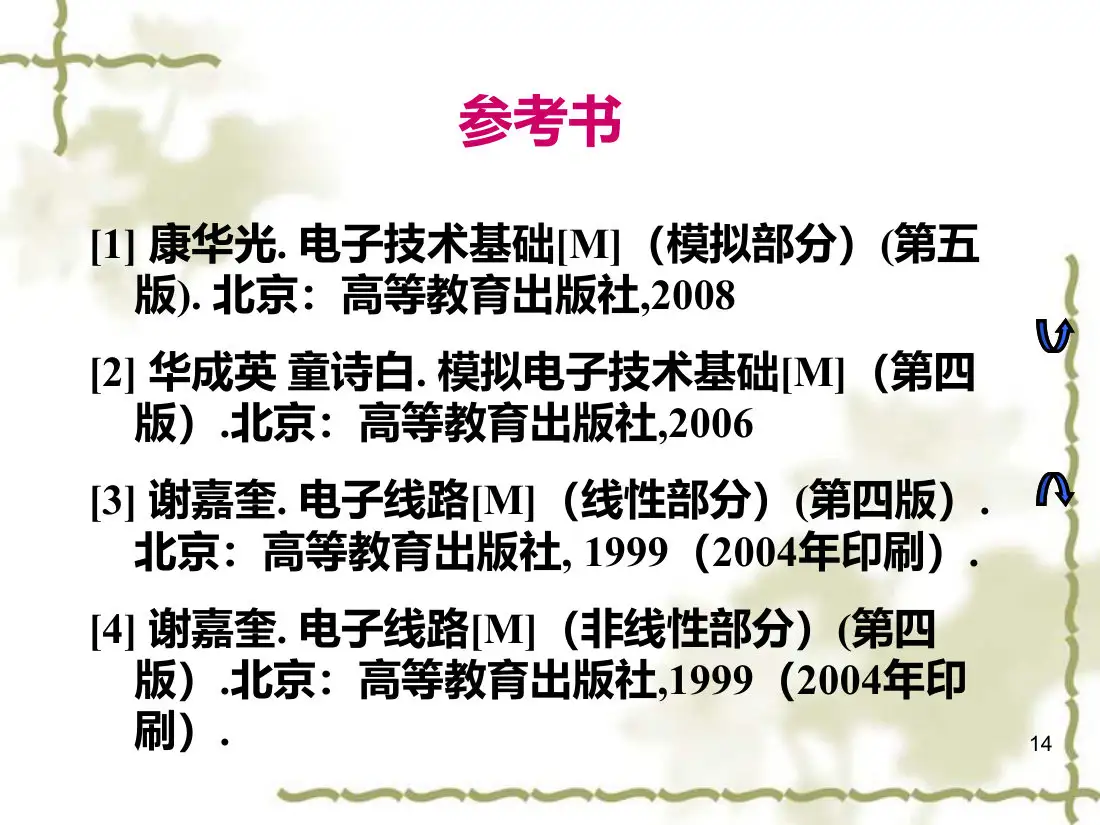 参考书
[1] 康华光. 电子技术基础[M]（模拟部分）(第五
版). 北京：高等教育出版社,2008
[2] 华成英 童诗白. 模拟电子技术基础[M]（第四
版）.北京：高等教育出版社,2006
[3] 谢嘉奎. 电子线路[M]（线性部分）(第四版）.
北京：高等教育出版社, 1999（2004年印刷）.
[4] 谢嘉奎. 电子线路[M]（非线性部分）(第四
版）.北京：高等教育出版社,1999（2004年印
刷）.
14